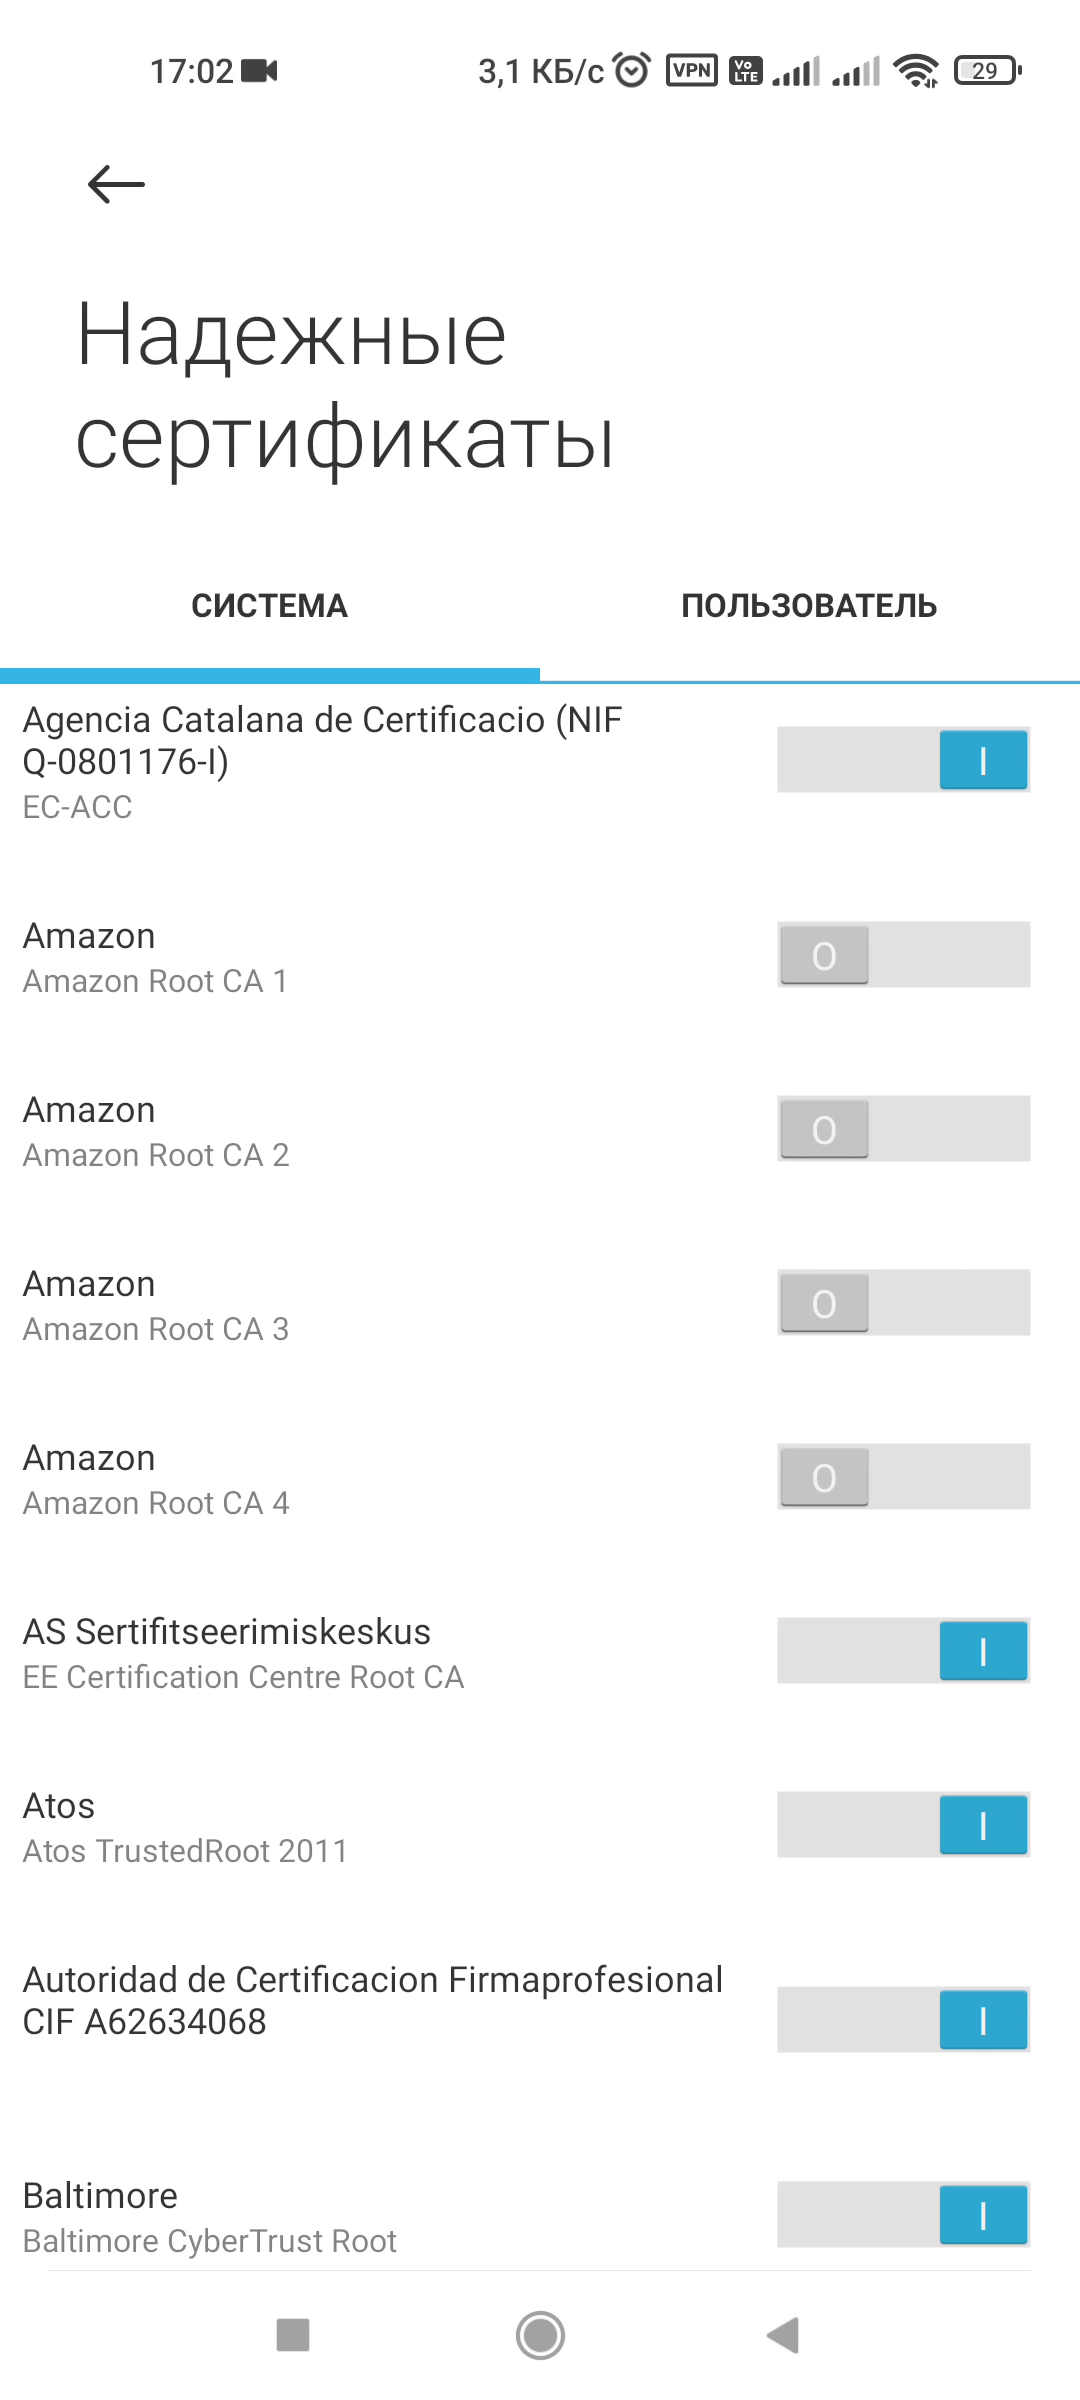 17:02 3,1 КБ/с VPN Vo LTE 29
Надежные
сертификаты
СИСТЕМА ПОЛЬЗОВАТЕЛЬ
Agencia Catalana de Certificacio (NIF
Q-0801176-I)
EC-ACC
Amazon
Amazon Root CA 1
Amazon
Amazon Root CA 2
Amazon
Amazon Root CA 3
Amazon
Amazon Root CA 4
AS Sertifitseerimiskeskus
EE Certification Centre Root CA
Atos
Atos TrustedRoot 2011
Autoridad de Certificacion Firmaprofesional
CIF A62634068
Baltimore
Baltimore CyberTrust Root